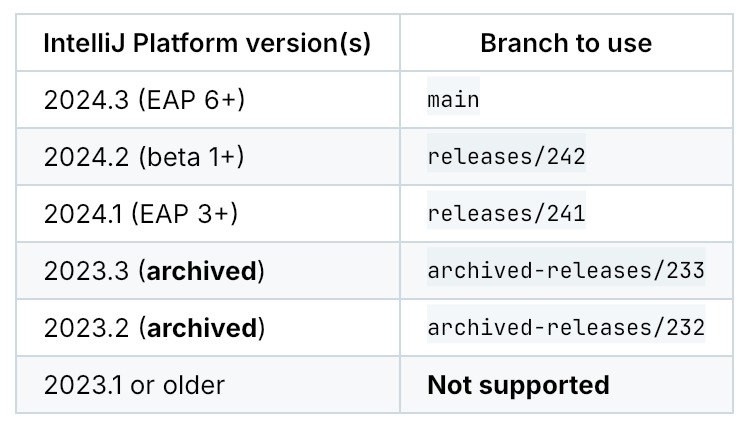 IntelliJ Platform version(s) Branch to use
2024.3 (EAP 6+) main
2024.2 (beta 1+) releases/242
2024.1 (EAP 3+) releases/241
2023.3 (archived) archived-releases/233
2023.2 (archived) archived-releases/232
2023.1 or older Not supported